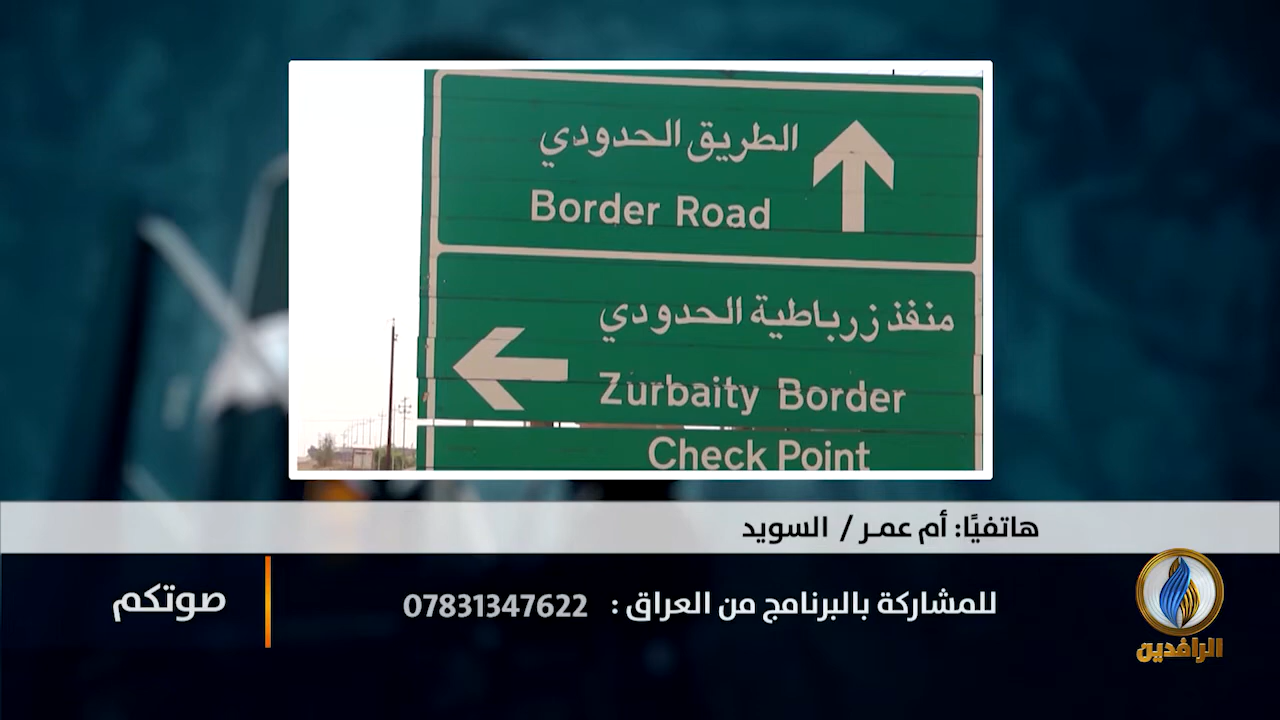 الطريق الحدودي
Border Road
منفذ زرباطية الحدودي
Zurbaity Border
Check Point
هاتفيًا: أم عمر / السويد
للمشاركة بالبرنامج من العراق : 07831347622
صوتكم
الرافدين